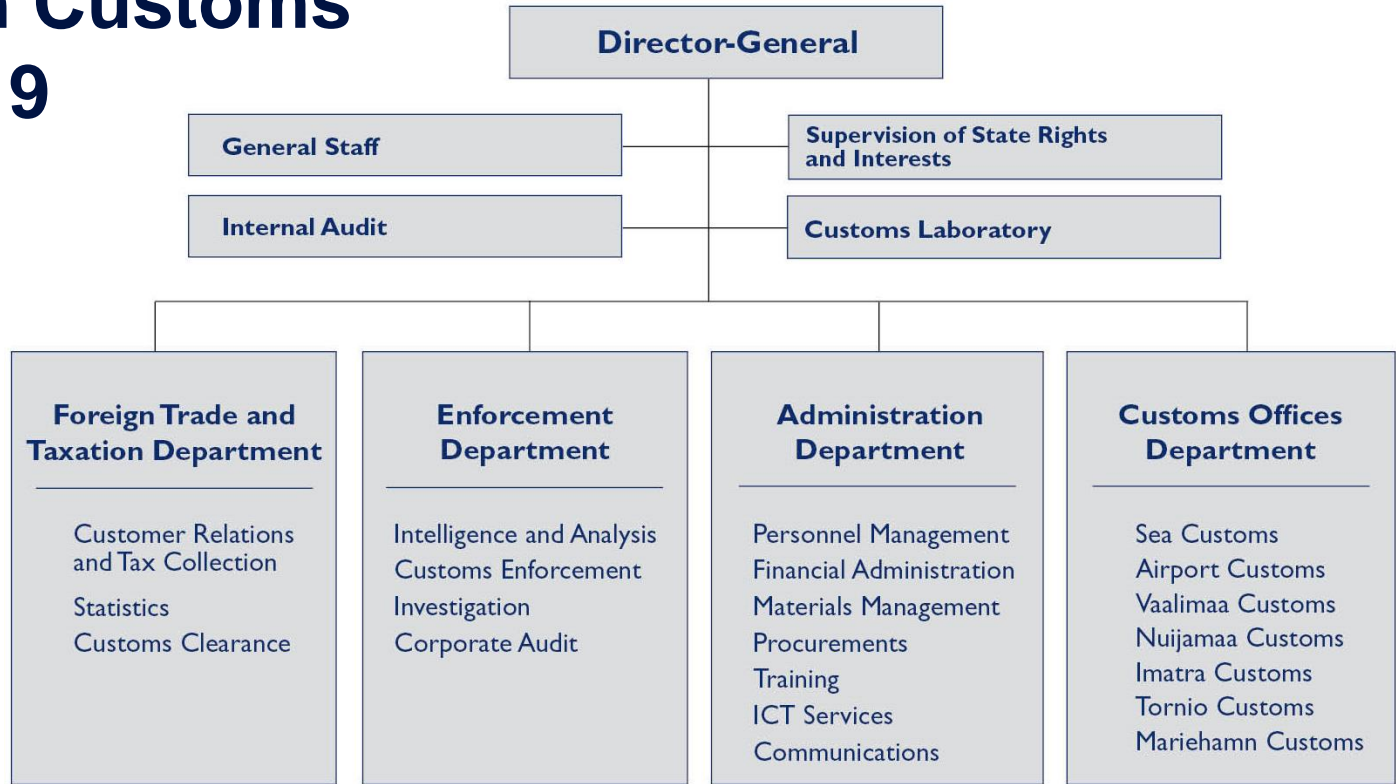 Customs
9
Director-General
General Staff
Supervision of State Rights
and Interests
Internal Audit
Customs Laboratory
Foreign Trade and
Taxation Department
Customer Relations
and Tax Collection
Statistics
Customs Clearance
Enforcement
Department
Intelligence and Analysis
Customs Enforcement
Investigation
Corporate Audit
Administration
Department
Personnel Management
Financial Administration
Materials Management
Procurements
Training
ICT Services
Communications
Customs Offices
Department
Sea Customs
Airport Customs
Vaalimaa Customs
Nuijamaa Customs
Imatra Customs
Tornio Customs
Mariehamn Customs